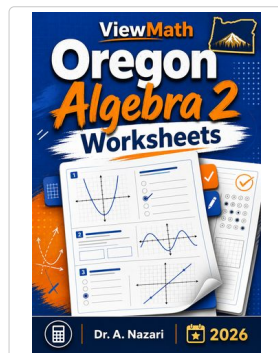 ViewMath
Oregon
Algebra 2
Worksheets
1
2
3
Dr. A. Nazari
2026